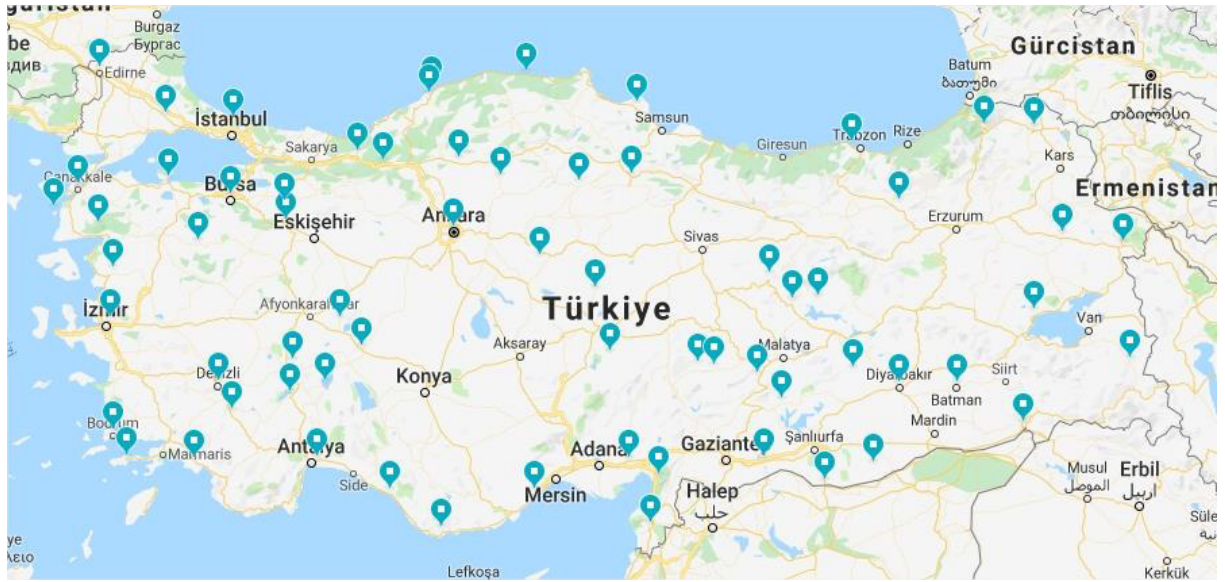 Burgaz
Бургас
Edirne
İstanbul
Sakarya
Çanakkale
Bursa
Eskişehir
Ankara
Samsun
Giresun
Trabzon
Rize
Batum
ბათუმი
Gürcistan
Tiflis
თბილისი
Kars
Ermenistan
Erzurum
Sivas
İzmir
Afyonkarahisar
Türkiye
Aksaray
Konya
Malatya
Van
Diyarbakır
Batman
Siirt
Mardin
Denizli
Bodrum
Marmaris
Antalya
Side
Adana
Mersin
Gaziantep
Şanlıurfa
Halep
حلب
Musul
الموصل
Erbil
اربيل
Lefkoşa
Kerkük